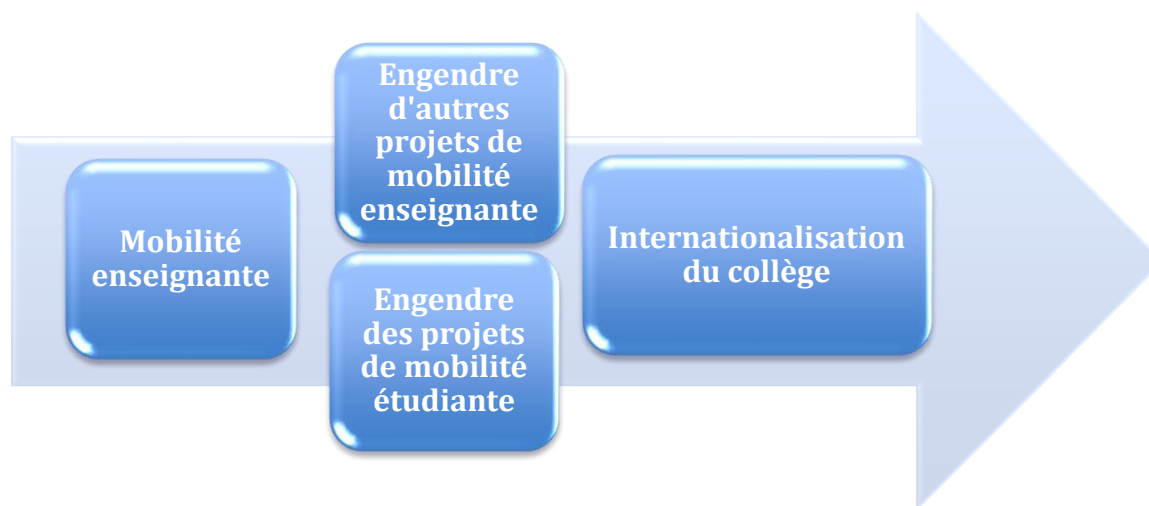 Mobilité
enseignante
Engendre
d'autres
projets de
mobilité
enseignante
Engendre
des projets
de mobilité
étudiante
Internationalisation
du collège